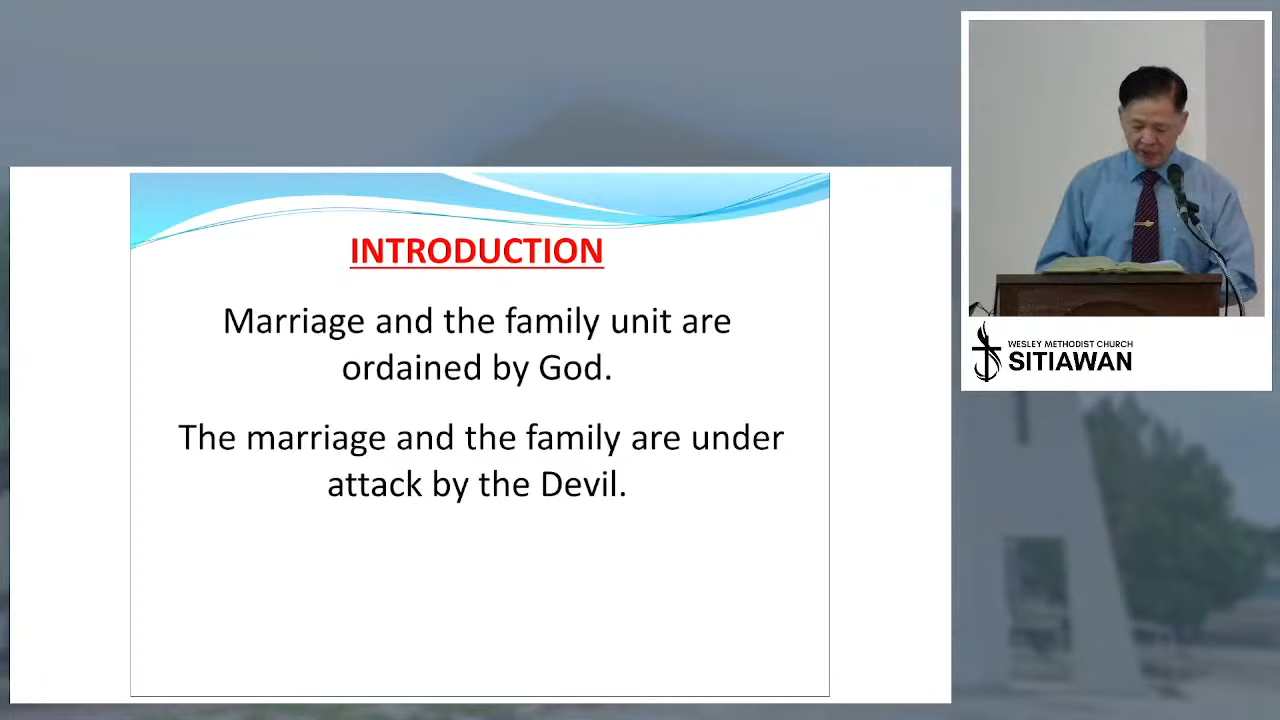 INTRODUCTION
Marriage and the family unit are
ordained by God.
The marriage and the family are under
attack by the Devil.
WESLEY METHODIST CHURCH
SITIAWAN